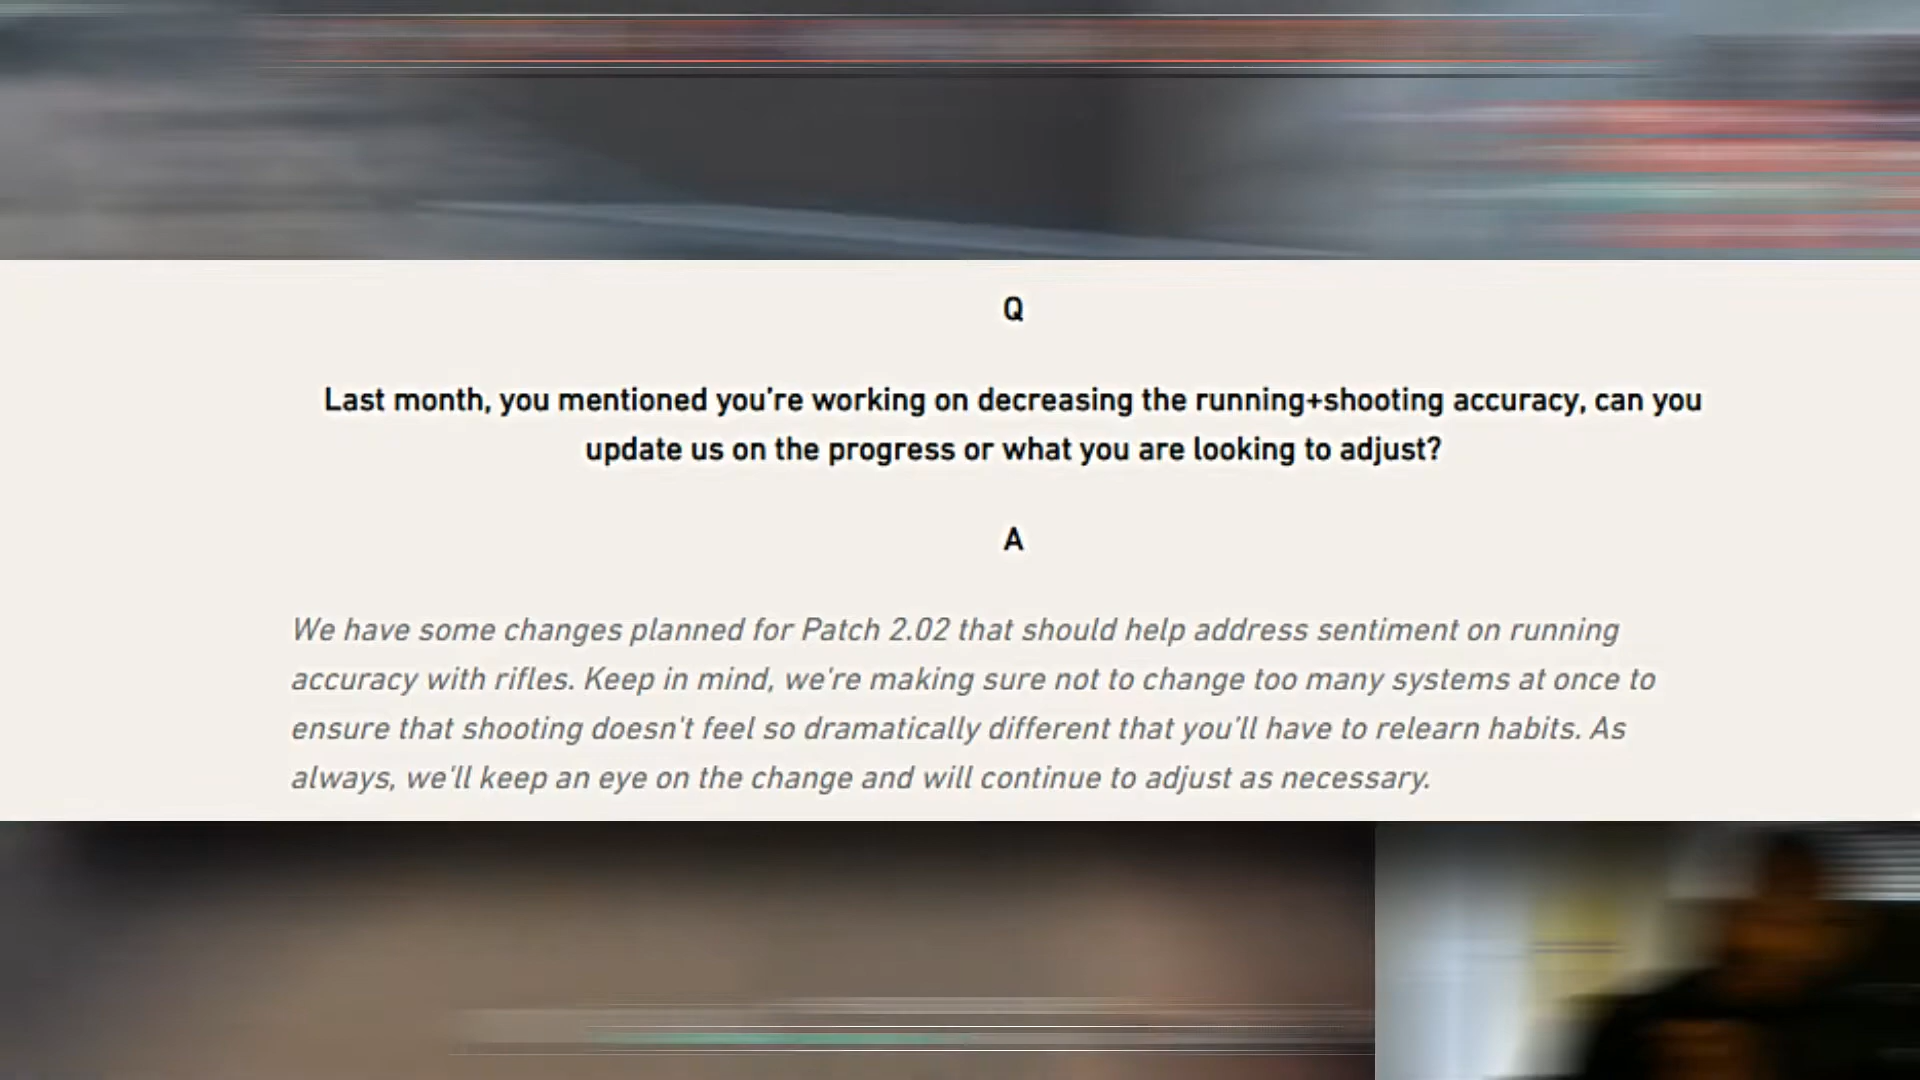 Q
Last month, you mentioned you're working on decreasing the running+shooting accuracy, can you
update us on the progress or what you are looking to adjust?
A
We have some changes planned for Patch 2.02 that should help address sentiment on running
accuracy with rifles. Keep in mind, we're making sure not to change too many systems at once to
ensure that shooting doesn't feel so dramatically different that you'll have to relearn habits. As
always, we'll keep an eye on the change and will continue to adjust as necessary.